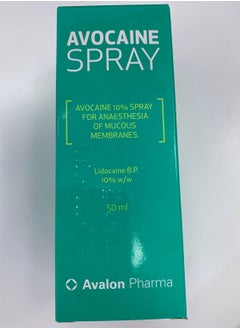 AVOCAINE
SPRAY
AVOCAINE 10% SPRAY
FOR ANAESTHESIA
OF MUCOUS
MEMBRANES.
Lidocaine B.P.
10% w/w
50 ml
Avalon Pharma